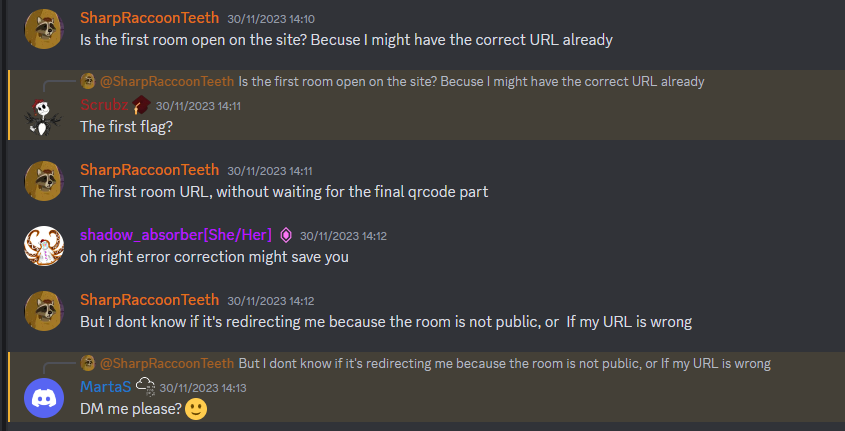 SharpRaccoonTeeth 30/11/2023 14:10
Is the first room open on the site? Becuse I might have the correct URL already
@SharpRaccoonTeeth Is the first room open on the site? Becuse I might have the correct URL already
Scrubz 30/11/2023 14:11
The first flag?
SharpRaccoonTeeth 30/11/2023 14:11
The first room URL, without waiting for the final qrcode part
shadow_absorber[She/Her] 30/11/2023 14:12
oh right error correction might save you
SharpRaccoonTeeth 30/11/2023 14:12
But I dont know if it's redirecting me because the room is not public, or If my URL is wrong
@SharpRaccoonTeeth But I dont know if it's redirecting me because the room is not public, or If my URL is wrong
MartaS 30/11/2023 14:13
DM me please? 🙂